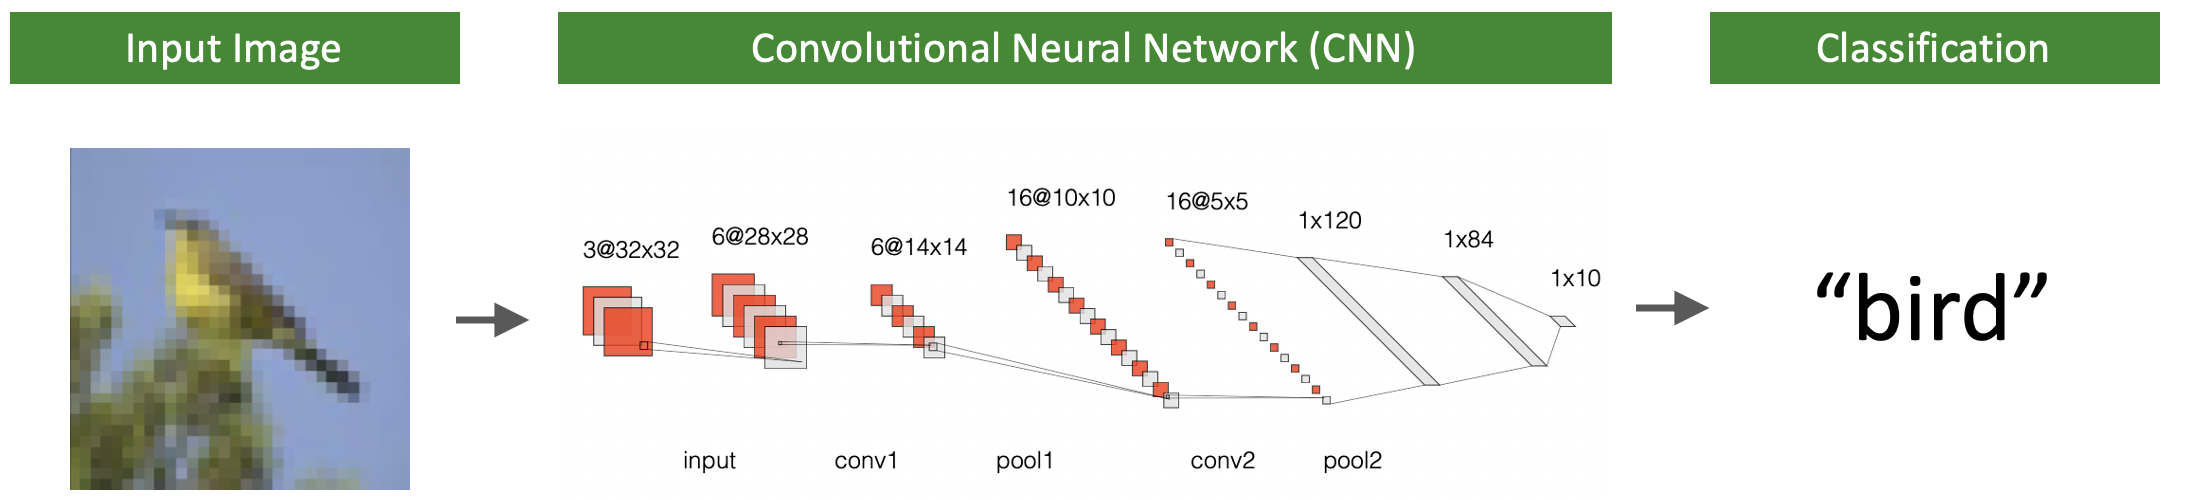 Input Image
Convolutional Neural Network (CNN)
Classification
3@32x32
6@28x28
6@14x14
16@10x10
16@5x5
1x120
1x84
1x10
“bird”
input
conv1
pool1
conv2
pool2